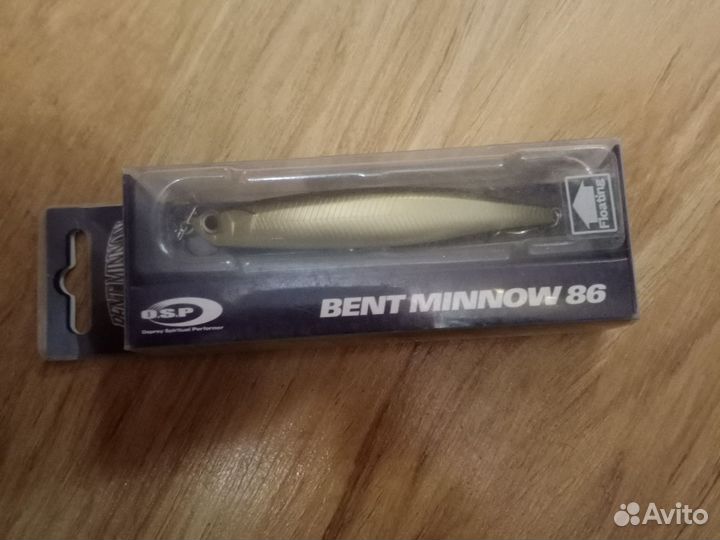 BENT MINNOW
O.S.P
Osprey Spiritual Performer
BENT MINNOW 86
Floating
Avito